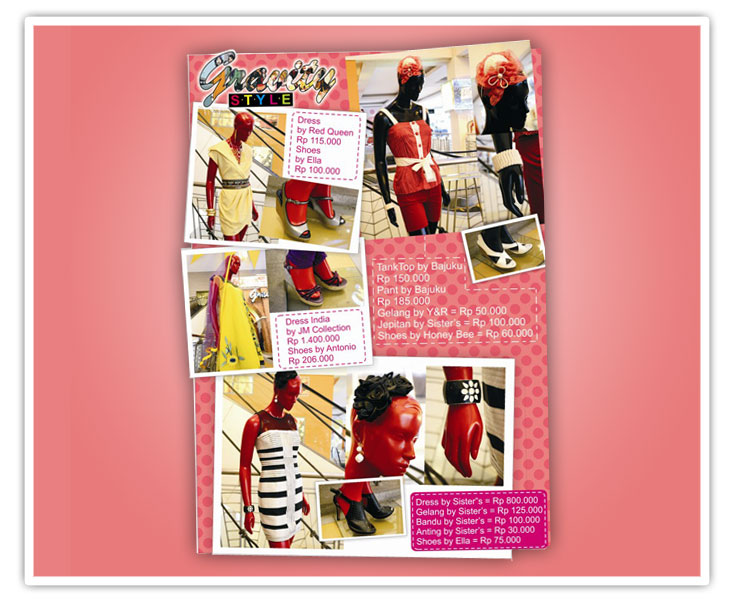 Gravity
STYLE
Dress
by Red Queen
Rp 115.000
Shoes
by Ella
Rp 100.000
TankTop by Bajuku
Rp 150.000
Pant by Bajuku
Rp 185.000
Gelang by Y&R = Rp 50.000
Jepitan by Sister's = Rp 100.000
Shoes by Honey Bee = Rp 60.000
Dress India
by JM Collection
Rp 1.400.000
Shoes by Antonio
Rp 206.000
Dress by Sister's = Rp 800.000
Gelang by Sister's = Rp 125.000
Bandu by Sister's = Rp 100.000
Anting by Sister's = Rp 30.000
Shoes by Ella = Rp 75.000